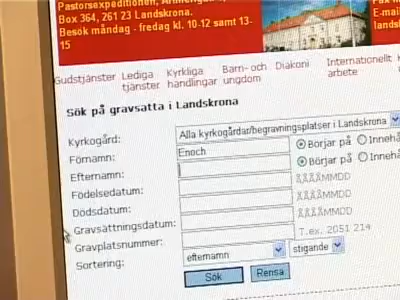 Pastorsexpeditionen,
Box 364, 261 23 Landskrona.
Besök måndag - fredag kl. 10-12 samt 13-
15
E-mai
lands
Gudstjänster Lediga tjänster Kyrkliga handlingar Barn- och ungdom Diakoni Internationellt arbete
Sök på gravsatta i Landskrona
Kyrkogård: Alla kyrkogårdar/begravningsplatser i Landskrona
Förnamn: Enoch Börjar på Innehå
Efternamn: Börjar på Innehå
Födelsedatum: ÅÅÅÅMMDD
Dödsdatum: ÅÅÅÅMMDD
Gravsättningsdatum: ÅÅÅÅMMDD
Gravplatsnummer: T.ex. 2051 214
Sortering: efternamn stigande
Sök Rensa